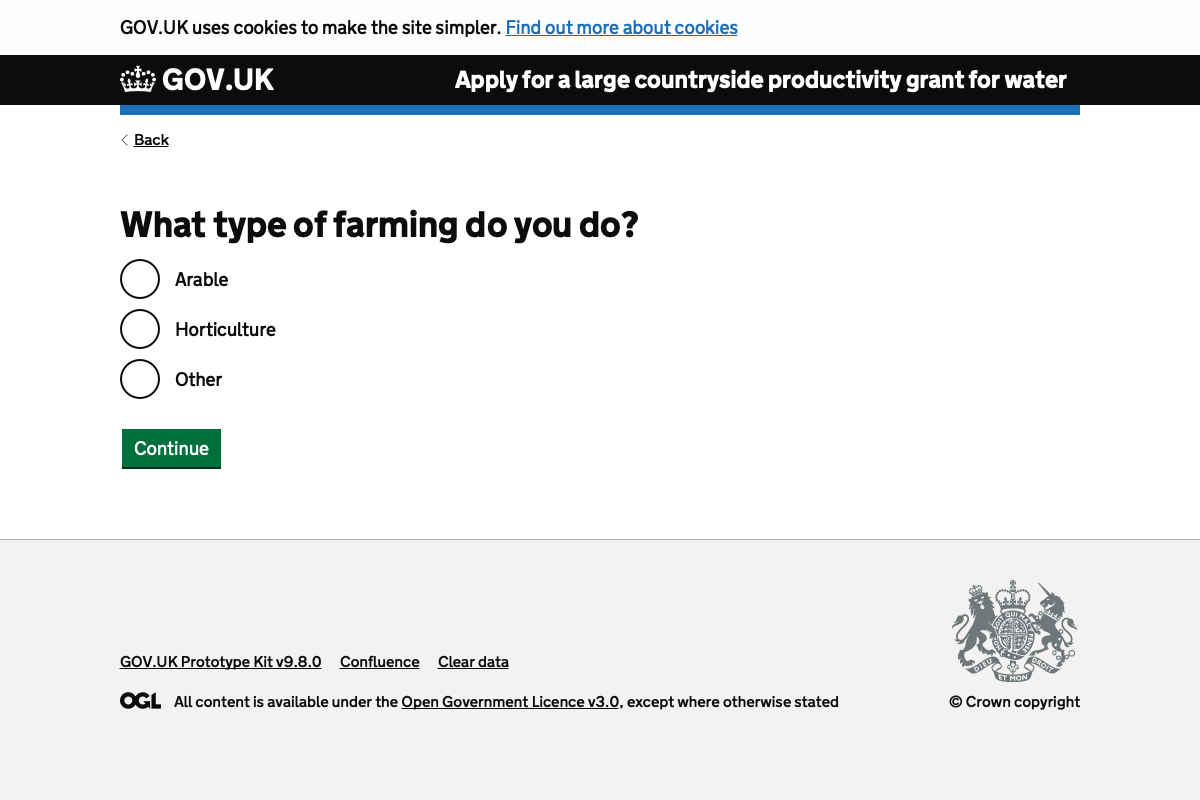 GOV.UK uses cookies to make the site simpler. Find out more about cookies
GOV.UK Apply for a large countryside productivity grant for water
Back
What type of farming do you do?
Arable
Horticulture
Other
Continue
GOV.UK Prototype Kit v9.8.0 Confluence Clear data
OGL All content is available under the Open Government Licence v3.0, except where otherwise stated
DIEU ET MON DROIT
© Crown copyright